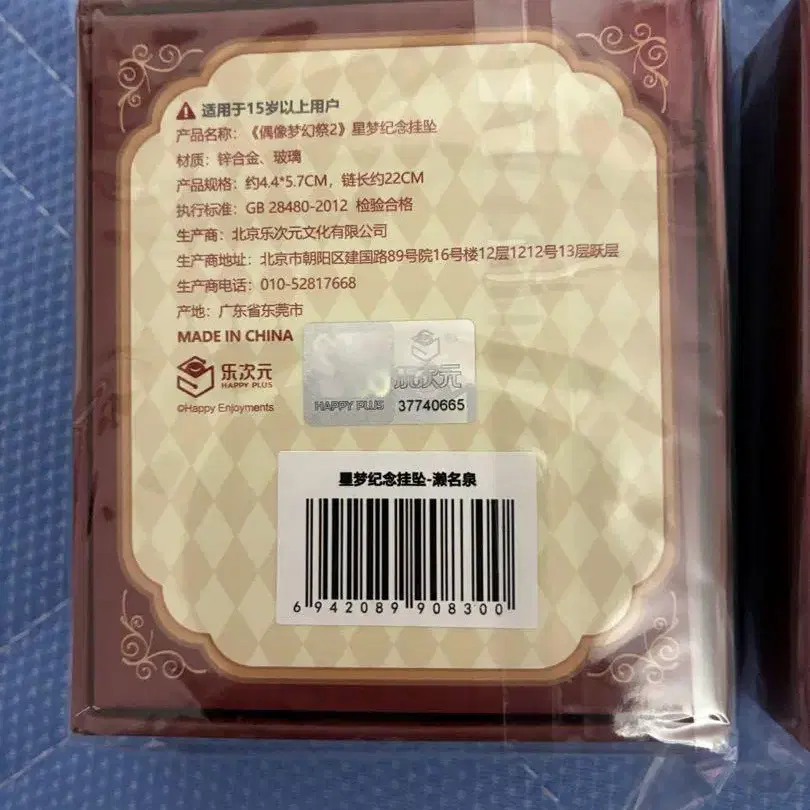 适用于15岁以上用户
产品名称：《偶像梦幻祭2》星梦纪念挂坠
材质：锌合金、玻璃
产品规格：约4.4*5.7CM，链长约22CM
执行标准：GB 28480-2012 检验合格
生产商：北京乐次元文化有限公司
生产商地址：北京市朝阳区建国路89号院16号楼12层1212号13层跃层
生产商电话：010-52817668
产地：广东省东莞市
MADE IN CHINA
乐次元
HAPPY PLUS
©Happy Enjoyments
乐次元
HAPPY PLUS 37740665
星梦纪念挂坠-濑名泉
6 942089 908300